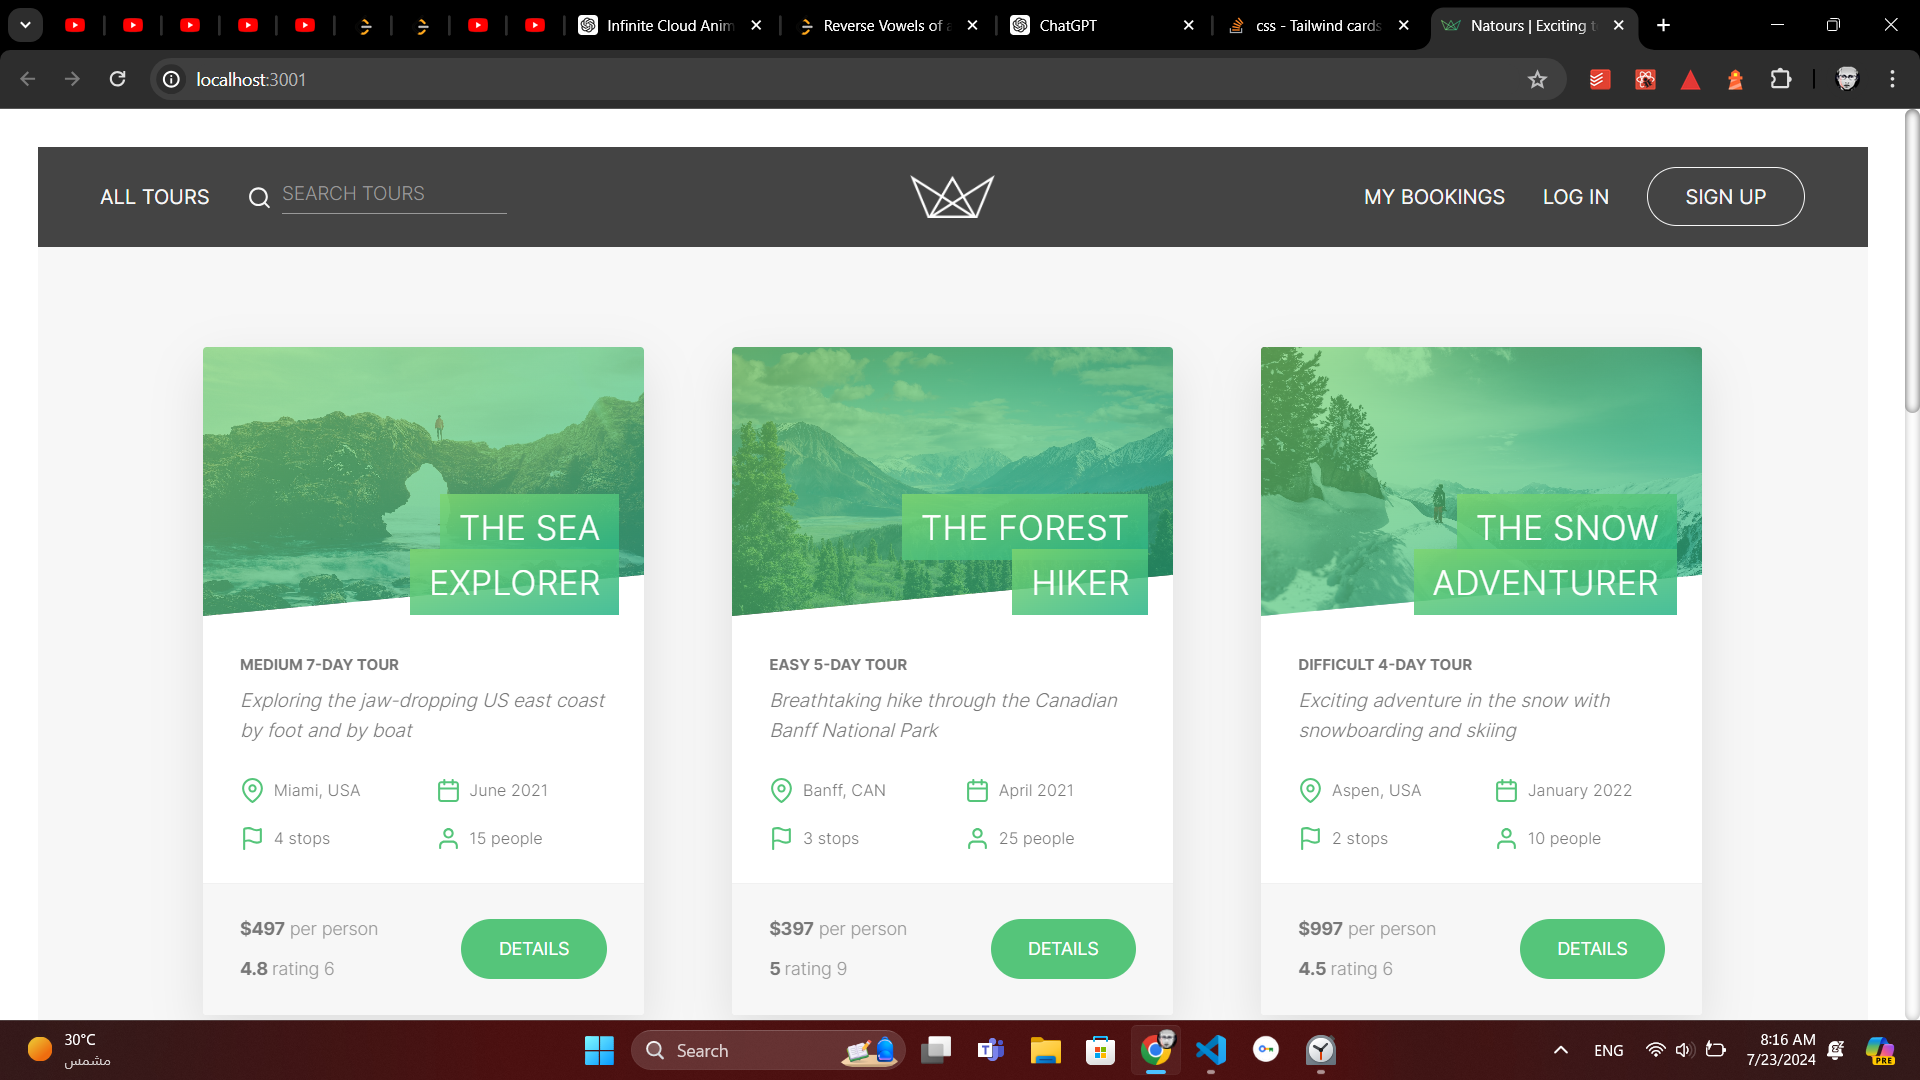 Infinite Cloud Anim
Reverse Vowels of a
ChatGPT
css - Tailwind cards
Natours | Exciting t
localhost:3001
ALL TOURS
SEARCH TOURS
MY BOOKINGS
LOG IN
SIGN UP
THE SEA
EXPLORER
MEDIUM 7-DAY TOUR
Exploring the jaw-dropping US east coast
by foot and by boat
Miami, USA
June 2021
4 stops
15 people
$497 per person
4.8 rating 6
DETAILS
THE FOREST
HIKER
EASY 5-DAY TOUR
Breathtaking hike through the Canadian
Banff National Park
Banff, CAN
April 2021
3 stops
25 people
$397 per person
5 rating 9
DETAILS
THE SNOW
ADVENTURER
DIFFICULT 4-DAY TOUR
Exciting adventure in the snow with
snowboarding and skiing
Aspen, USA
January 2022
2 stops
10 people
$997 per person
4.5 rating 6
DETAILS
30°C
مشمس
Search
ENG
8:16 AM
7/23/2024
PRE